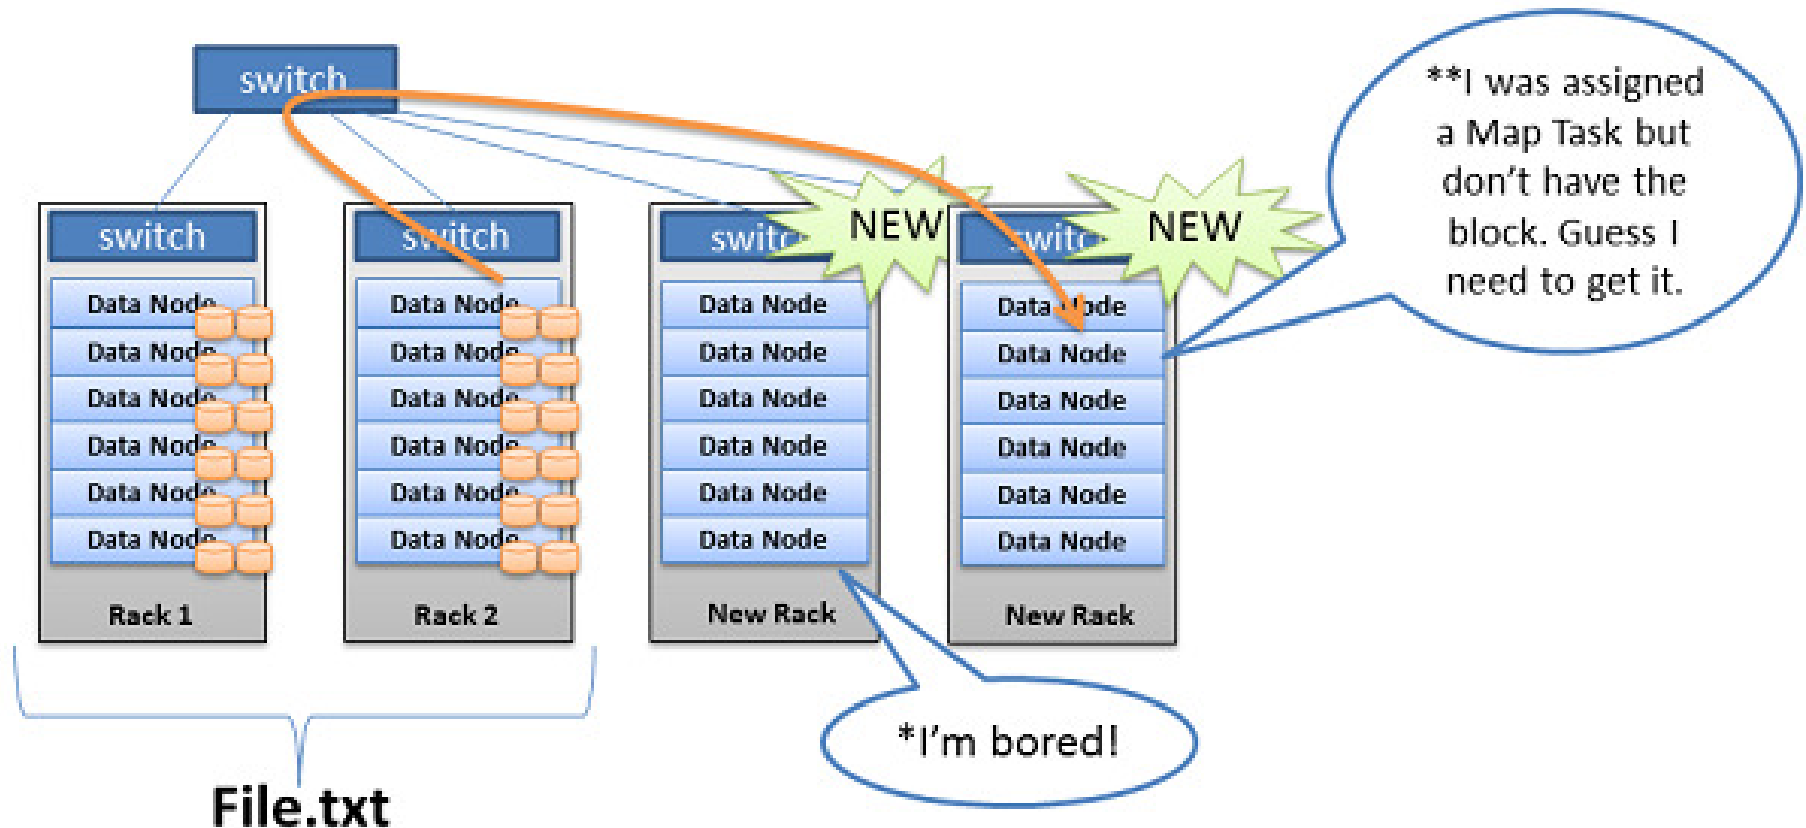 switch
**I was assigned
a Map Task but
don't have the
block. Guess I
need to get it.
switch
switch
switc
NEW
switc
NEW
Data Node
Data Node
Data Node
Data Node
Data Node
Data Node
Rack 1
Data Node
Data Node
Data Node
Data Node
Data Node
Data Node
Rack 2
Data Node
Data Node
Data Node
Data Node
Data Node
Data Node
New Rack
Data Node
Data Node
Data Node
Data Node
Data Node
Data Node
New Rack
*I'm bored!
File.txt